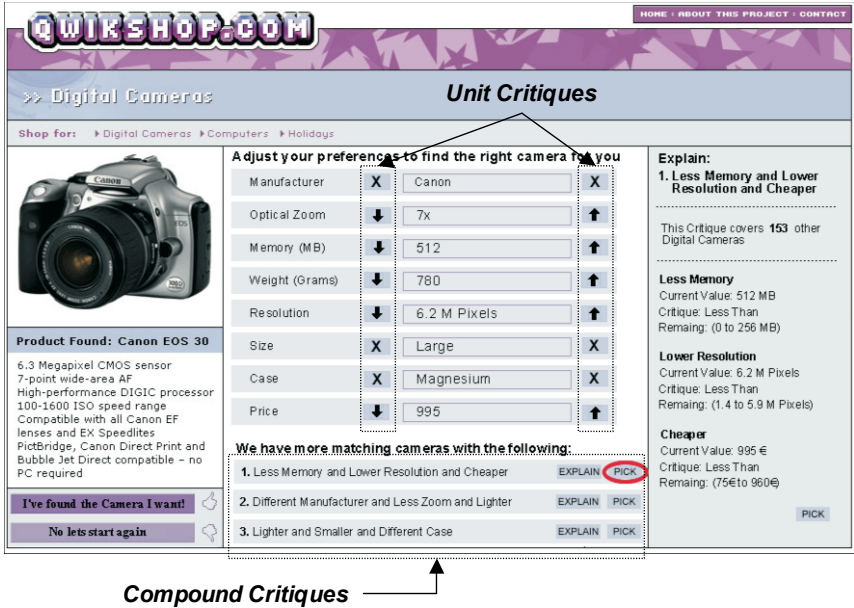 HOME : ABOUT THIS PROJECT : CONTACT
QWIKSHOP.COM
>> Digital Cameras
Unit Critiques
Shop for: Digital Cameras Computers Holidays
Canon
EOS
Adjust your preferences to find the right camera for you
Manufacturer X Canon X
Optical Zoom 7x
Memory (MB) 512
Weight (Grams) 780
Resolution 6.2 M Pixels
Size X Large X
Case X Magnesium X
Price 995
Product Found: Canon EOS 30
6.3 Megapixel CMOS sensor
7-point wide-area AF
High-performance DIGIC processor
100-1600 ISO speed range
Compatible with all Canon EF
lenses and EX Speedlites
PictBridge, Canon Direct Print and
Bubble Jet Direct compatible – no
PC required
I've found the Camera I want!
No lets start again
We have more matching cameras with the following:
1. Less Memory and Lower Resolution and Cheaper EXPLAIN PICK
2. Different Manufacturer and Less Zoom and Lighter EXPLAIN PICK
3. Lighter and Smaller and Different Case EXPLAIN PICK
Explain:
1. Less Memory and Lower
Resolution and Cheaper
This Critique covers 153 other
Digital Cameras
Less Memory
Current Value: 512 MB
Critique: Less Than
Remaing: (0 to 256 MB)
Lower Resolution
Current Value: 6.2 M Pixels
Critique: Less Than
Remaing: (1.4 to 5.9 M Pixels)
Cheaper
Current Value: 995 €
Critique: Less Than
Remaing: (75€to 960€)
PICK
Compound Critiques